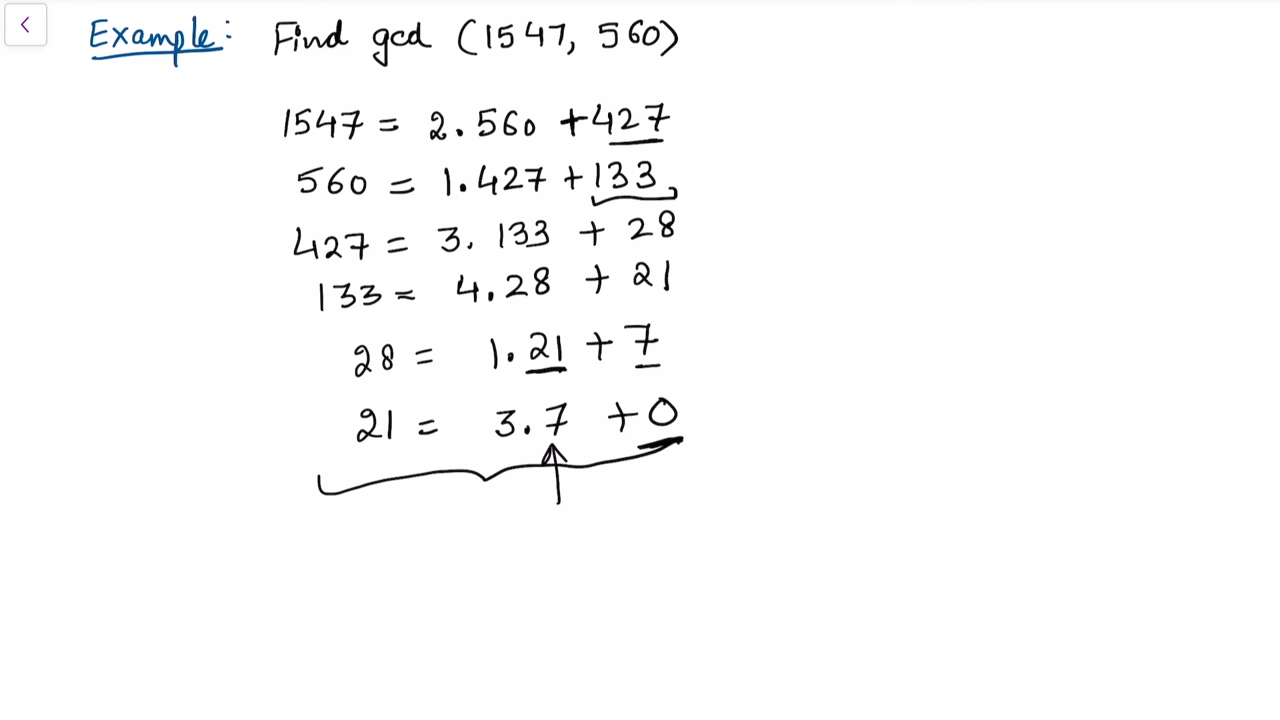 Example: Find gcd (1547, 560)
1547 = 2.560 + 427
560 = 1.427 + 133
427 = 3.133 + 28
133 = 4.28 + 21
28 = 1.21 + 7
21 = 3.7 + 0